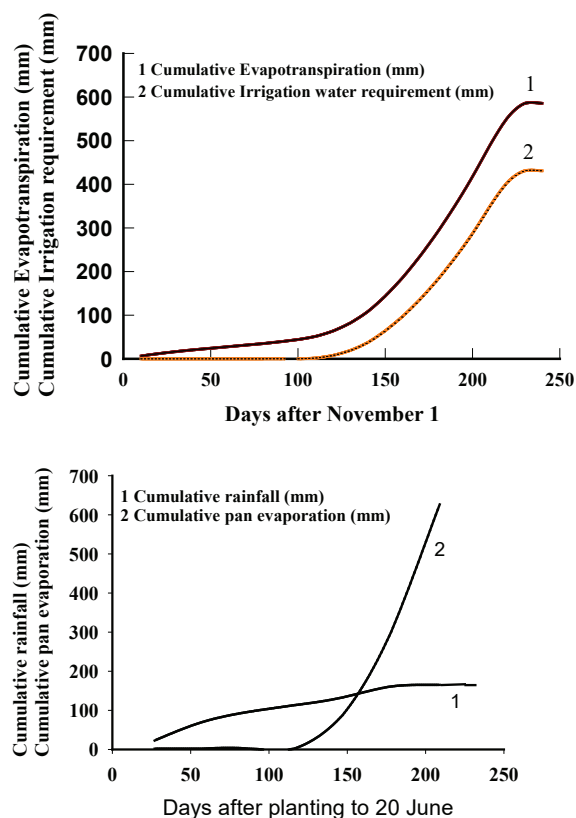 Cumulative Evapotranspiration (mm)
Cumulative Irrigation requirement (mm)
700
600
500
400
300
200
100
0
1 Cumulative Evapotranspiration (mm)
2 Cumulative Irrigation water requirement (mm)
1
2
0 50 100 150 200 250
Days after November 1
Cumulative rainfall (mm)
Cumulative pan evaporation (mm)
700
600
500
400
300
200
100
0
1 Cumulative rainfall (mm)
2 Cumulative pan evaporation (mm)
2
1
0 50 100 150 200 250
Days after planting to 20 June